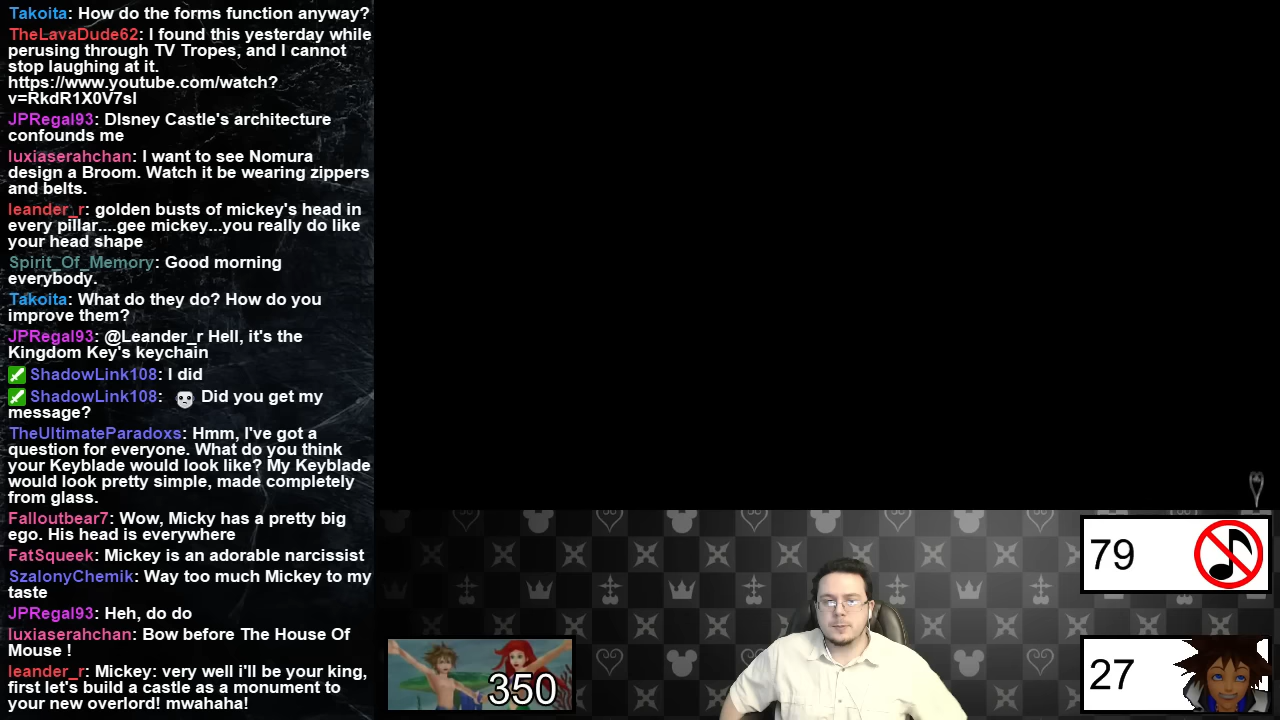 Takoita: How do the forms function anyway?
TheLavaDude62: I found this yesterday while
perusing through TV Tropes, and I cannot
stop laughing at it.
https://www.youtube.com/watch?
v=RkdR1X0V7sI
JPRegal93: DIsney Castle's architecture
confounds me
luxiaserahchan: I want to see Nomura
design a Broom. Watch it be wearing zippers
and belts.
leander_r: golden busts of mickey's head in
every pillar....gee mickey...you really do like
your head shape
Spirit_Of_Memory: Good morning
everybody.
Takoita: What do they do? How do you
improve them?
JPRegal93: @Leander_r Hell, it's the
Kingdom Key's keychain
ShadowLink108: I did
ShadowLink108: Did you get my
message?
TheUltimateParadoxs: Hmm, I've got a
question for everyone. What do you think
your Keyblade would look like? My Keyblade
would look pretty simple, made completely
from glass.
Falloutbear7: Wow, Micky has a pretty big
ego. His head is everywhere
FatSqueek: Mickey is an adorable narcissist
SzalonyChemik: Way too much Mickey to my
taste
JPRegal93: Heh, do do
luxiaserahchan: Bow before The House Of
Mouse !
leander_r: Mickey: very well i'll be your king,
first let's build a castle as a monument to
your new overlord! mwahaha!
350
79
27